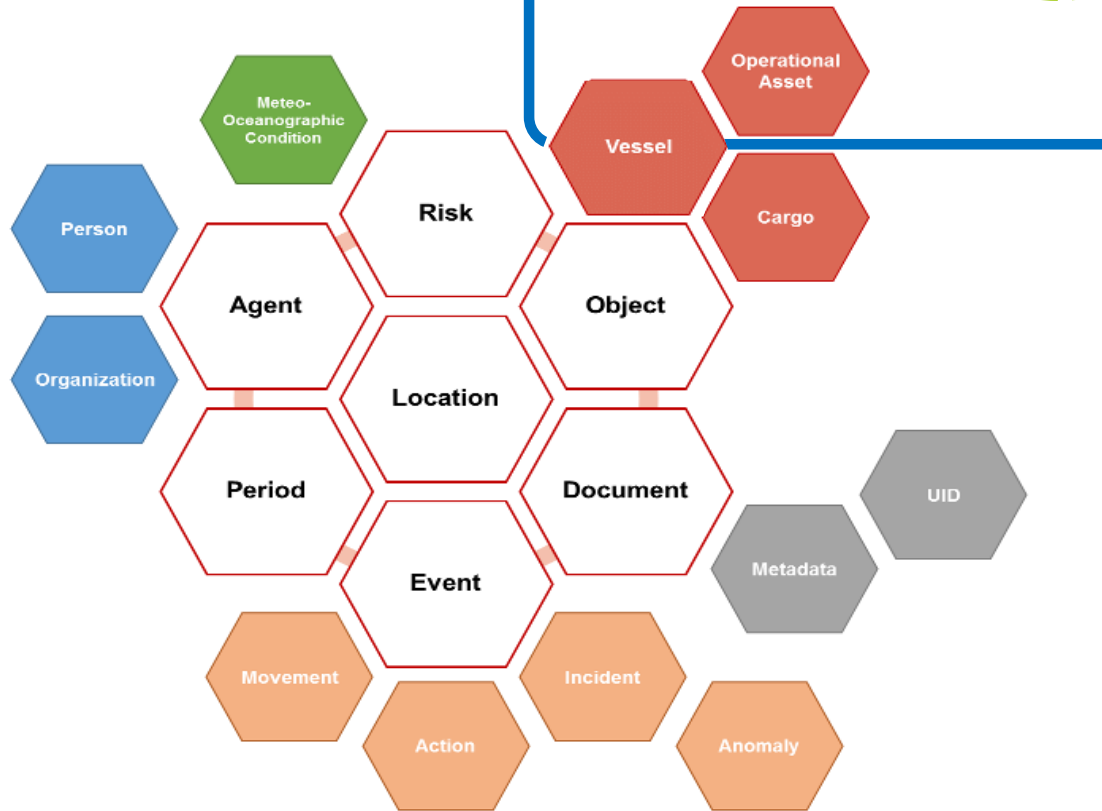 Operational
Asset
Meteo-
Oceanographic
Condition
Vessel
Risk
Cargo
Person
Agent
Object
Organization
Location
Period
Document
UID
Metadata
Event
Movement
Incident
Action
Anomaly